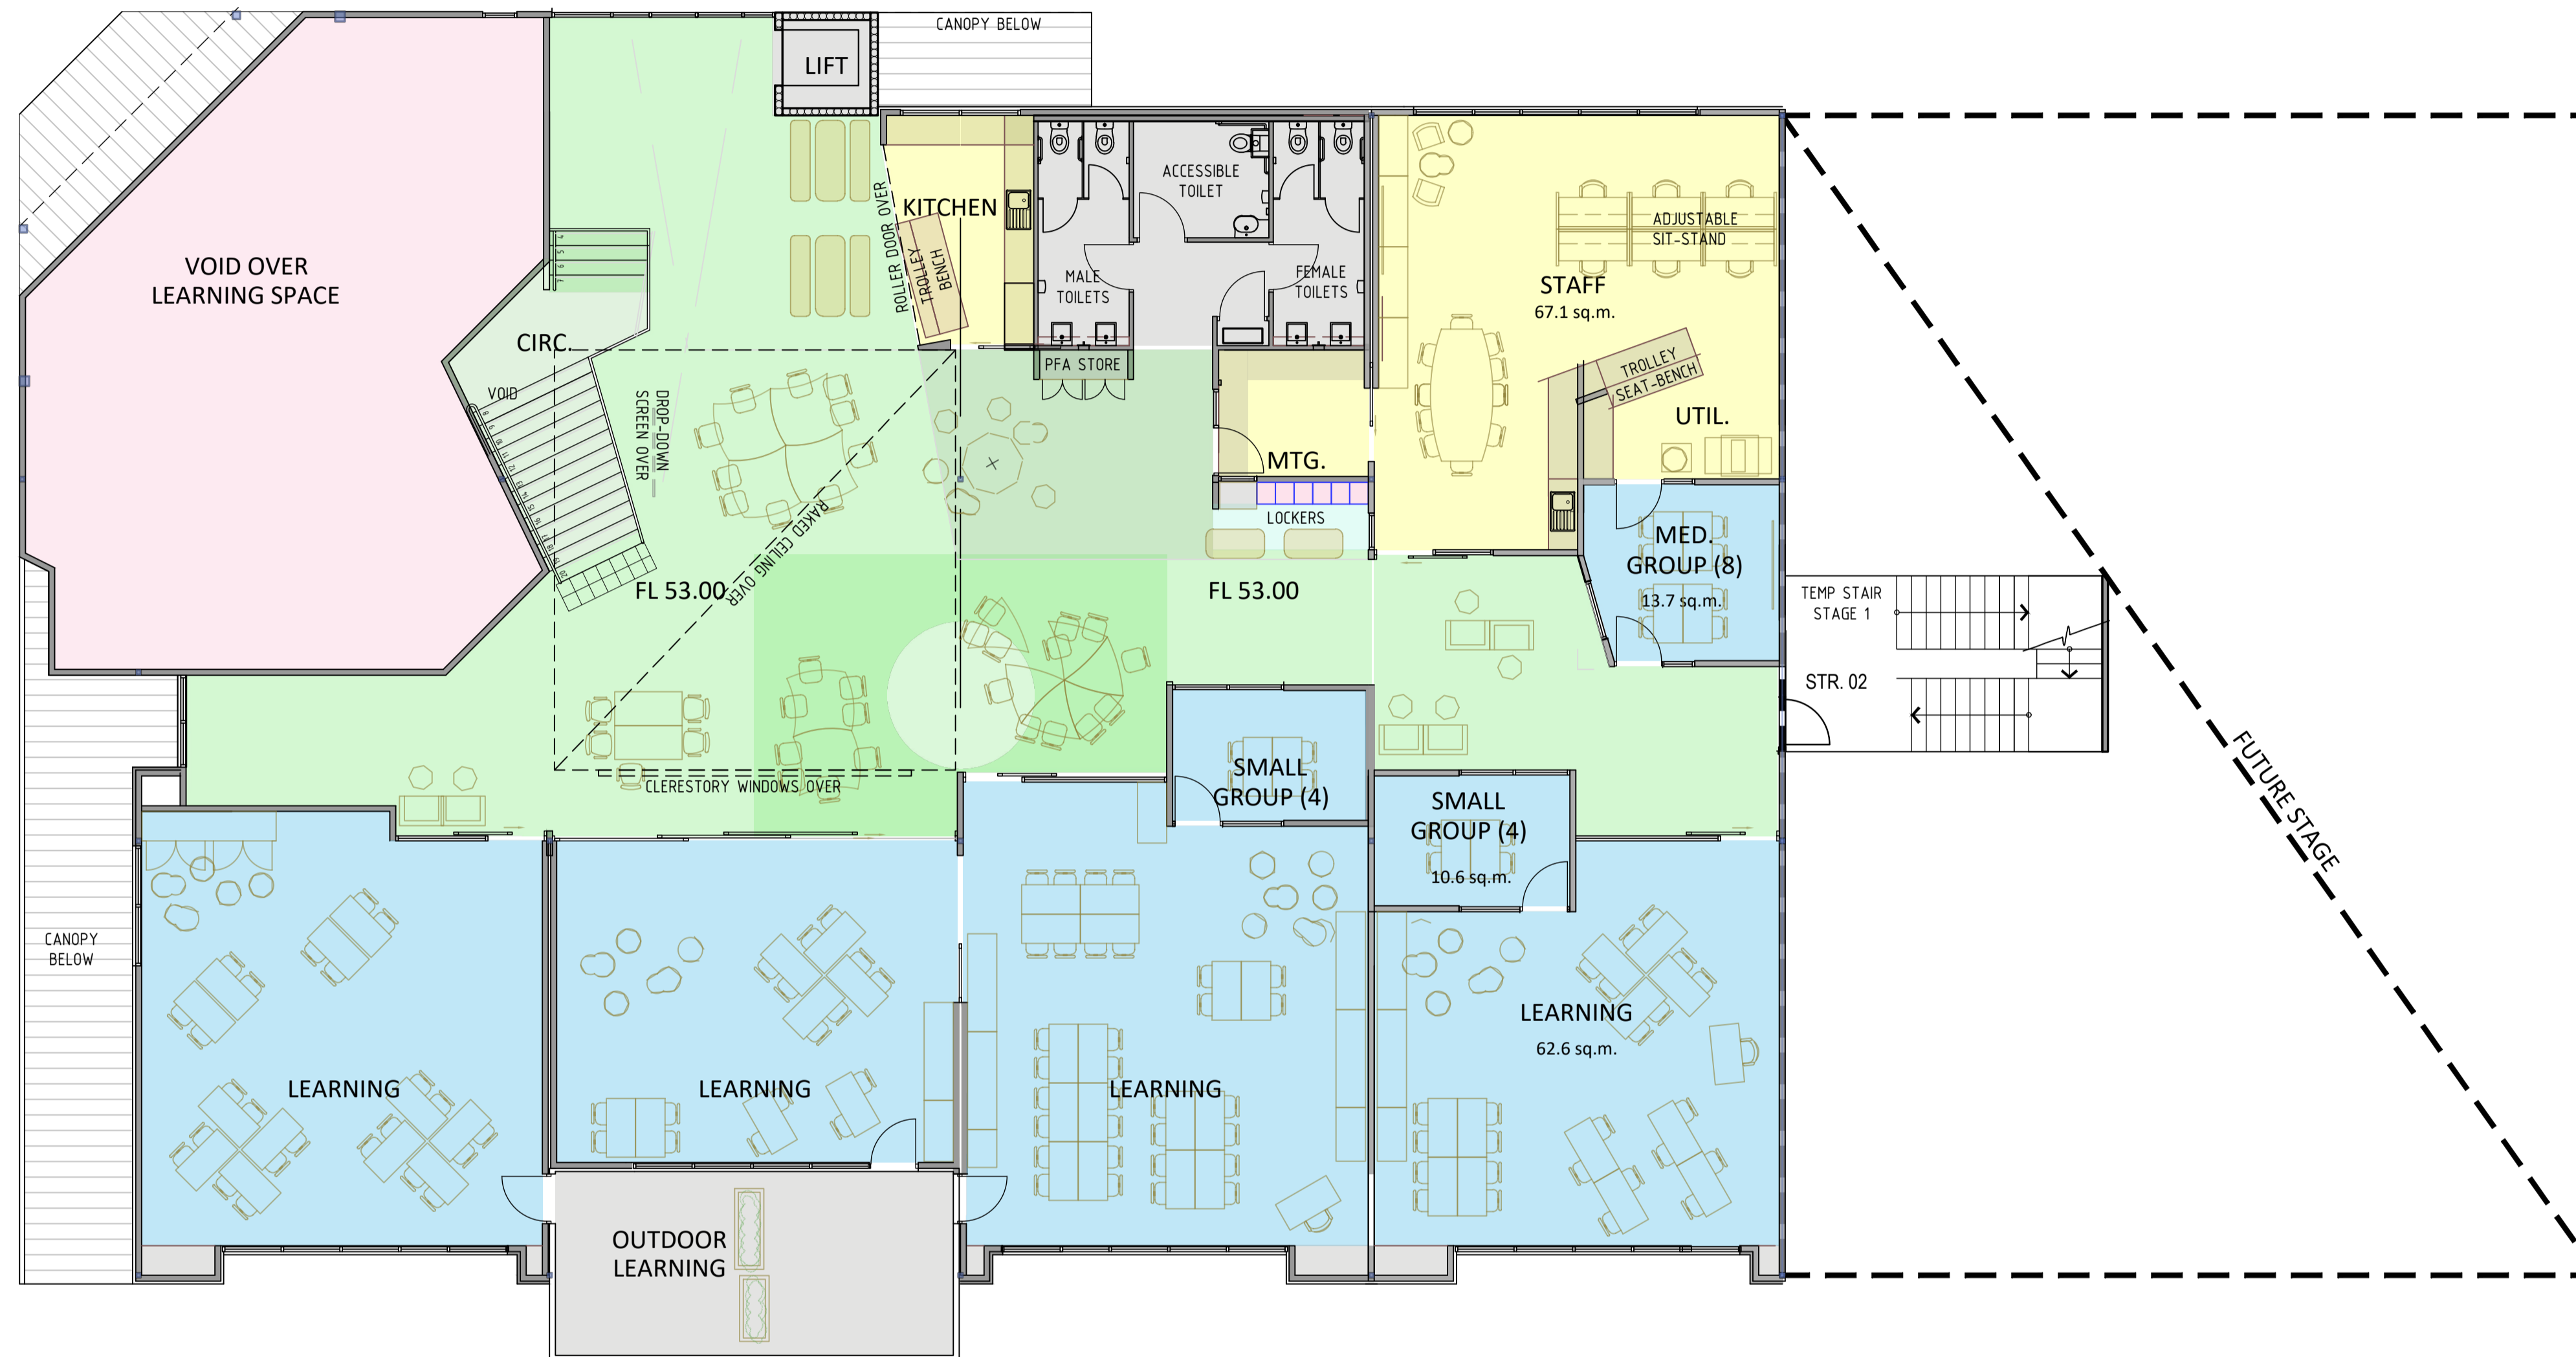 CANOPY BELOW
LIFT
ACCESSIBLE
TOILET
KITCHEN
ROLLER DOOR OVER
TROLLEY
BENCH
MALE
TOILETS
FEMALE
TOILETS
ADJUSTABLE
SIT-STAND
STAFF
67.1 sq.m.
VOID OVER
LEARNING SPACE
CIRC.
VOID
PFA STORE
TROLLEY
SEAT-BENCH
UTIL.
DROP-DOWN
SCREEN OVER
MTG.
LOCKERS
RAKED CEILING OVER
FL 53.00
FL 53.00
MED.
GROUP (8)
13.7 sq.m.
TEMP STAIR
STAGE 1
STR. 02
SMALL
GROUP (4)
CLERESTORY WINDOWS OVER
SMALL
GROUP (4)
10.6 sq.m.
FUTURE STAGE
CANOPY
BELOW
LEARNING
62.6 sq.m.
LEARNING
LEARNING
LEARNING
OUTDOOR
LEARNING